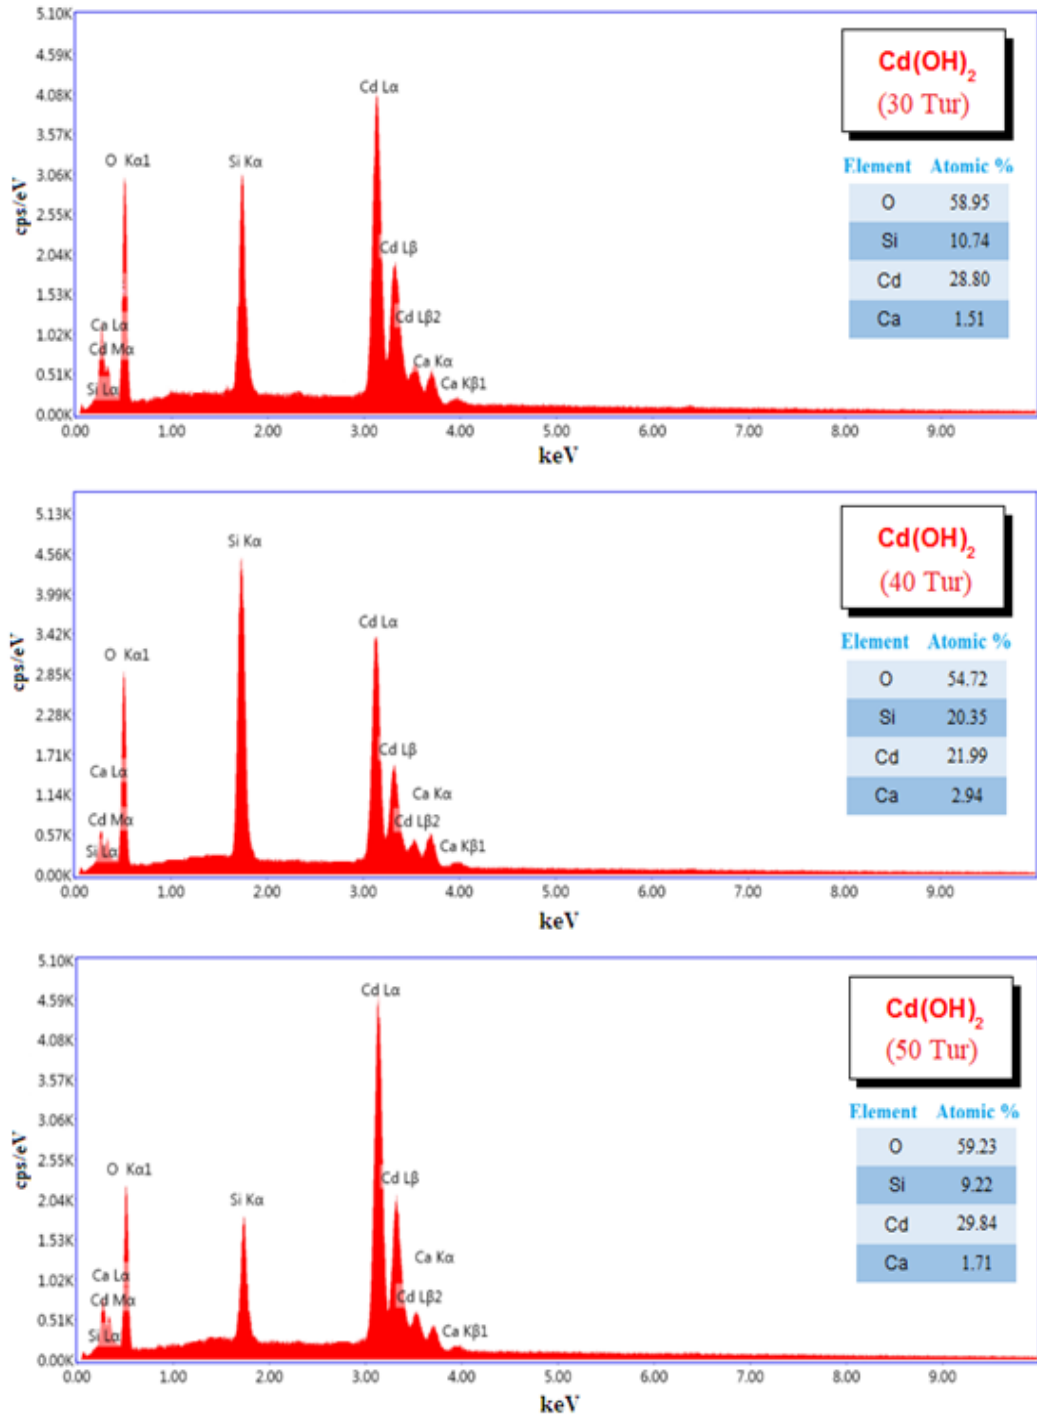 5.10K
4.59K
4.08K
3.57K
3.06K
2.55K
2.04K
1.53K
1.02K
0.51K
0.00K
cps/eV
O Kα1
Si Kα
Cd Lα
Cd Lβ
Cd Lβ2
Ca Kα
Ca Kβ1
Ca Lα
Cd Mα
Si Lα
0.00 1.00 2.00 3.00 4.00 5.00 6.00 7.00 8.00 9.00
keV
Cd(OH)₂
(30 Tur)
Element Atomic %
O 58.95
Si 10.74
Cd 28.80
Ca 1.51
5.13K
4.56K
3.99K
3.42K
2.85K
2.28K
1.71K
1.14K
0.57K
0.00K
cps/eV
Si Kα
Cd Lα
O Kα1
Cd Lβ
Ca Lα
Ca Kα
Cd Mα
Cd Lβ2
Si Lα
Ca Kβ1
0.00 1.00 2.00 3.00 4.00 5.00 6.00 7.00 8.00 9.00
keV
Cd(OH)₂
(40 Tur)
Element Atomic %
O 54.72
Si 20.35
Cd 21.99
Ca 2.94
5.10K
4.59K
4.08K
3.57K
3.06K
2.55K
2.04K
1.53K
1.02K
0.51K
0.00K
cps/eV
Cd Lα
O Kα1
Cd Lβ
Si Kα
Ca Kα
Ca Lα
Cd Mα
Cd Lβ2
Si Lα
Ca Kβ1
0.00 1.00 2.00 3.00 4.00 5.00 6.00 7.00 8.00 9.00
keV
Cd(OH)₂
(50 Tur)
Element Atomic %
O 59.23
Si 9.22
Cd 29.84
Ca 1.71